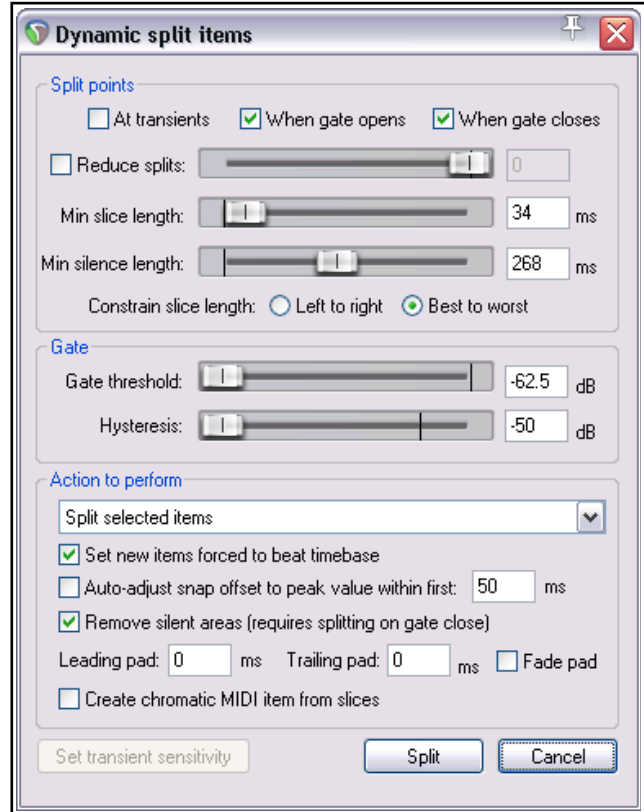 Dynamic split items
Split points
At transients When gate opens When gate closes
Reduce splits: 0
Min slice length: 34 ms
Min silence length: 268 ms
Constrain slice length: Left to right Best to worst
Gate
Gate threshold: -62.5 dB
Hysteresis: -50 dB
Action to perform
Split selected items
Set new items forced to beat timebase
Auto-adjust snap offset to peak value within first: 50 ms
Remove silent areas (requires splitting on gate close)
Leading pad: 0 ms Trailing pad: 0 ms Fade pad
Create chromatic MIDI item from slices
Set transient sensitivity Split Cancel